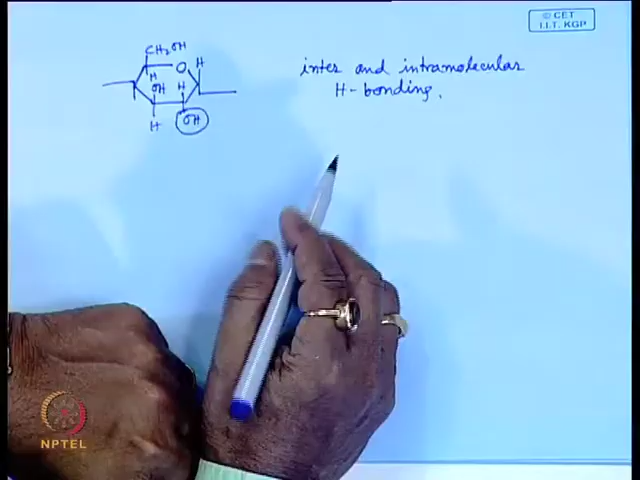 © CET
I.I.T. KGP
CH₂OH
O
H
H
OH
H
H
OH
inter and intramolecular
H-bonding.
NPTEL